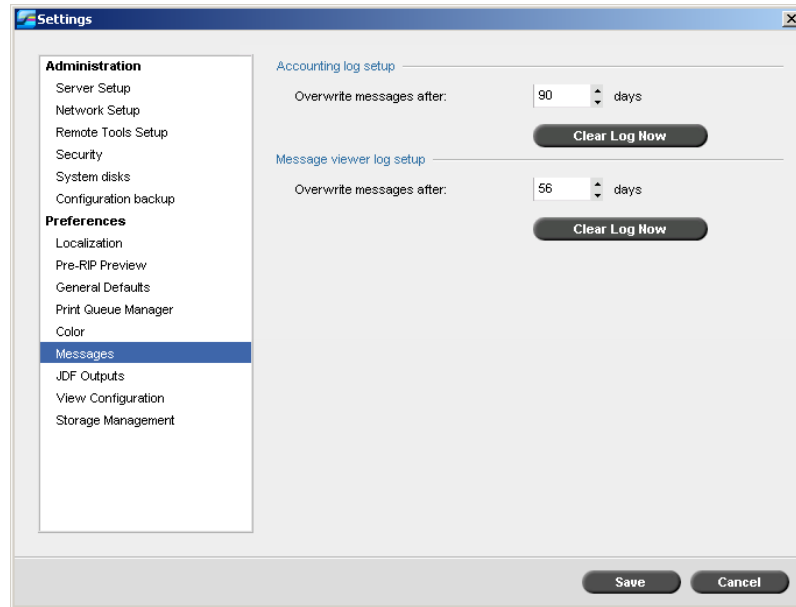 Settings
Administration
Server Setup
Network Setup
Remote Tools Setup
Security
System disks
Configuration backup
Preferences
Localization
Pre-RIP Preview
General Defaults
Print Queue Manager
Color
Messages
JDF Outputs
View Configuration
Storage Management
Accounting log setup
Overwrite messages after: 90 days
Clear Log Now
Message viewer log setup
Overwrite messages after: 56 days
Clear Log Now
Save Cancel